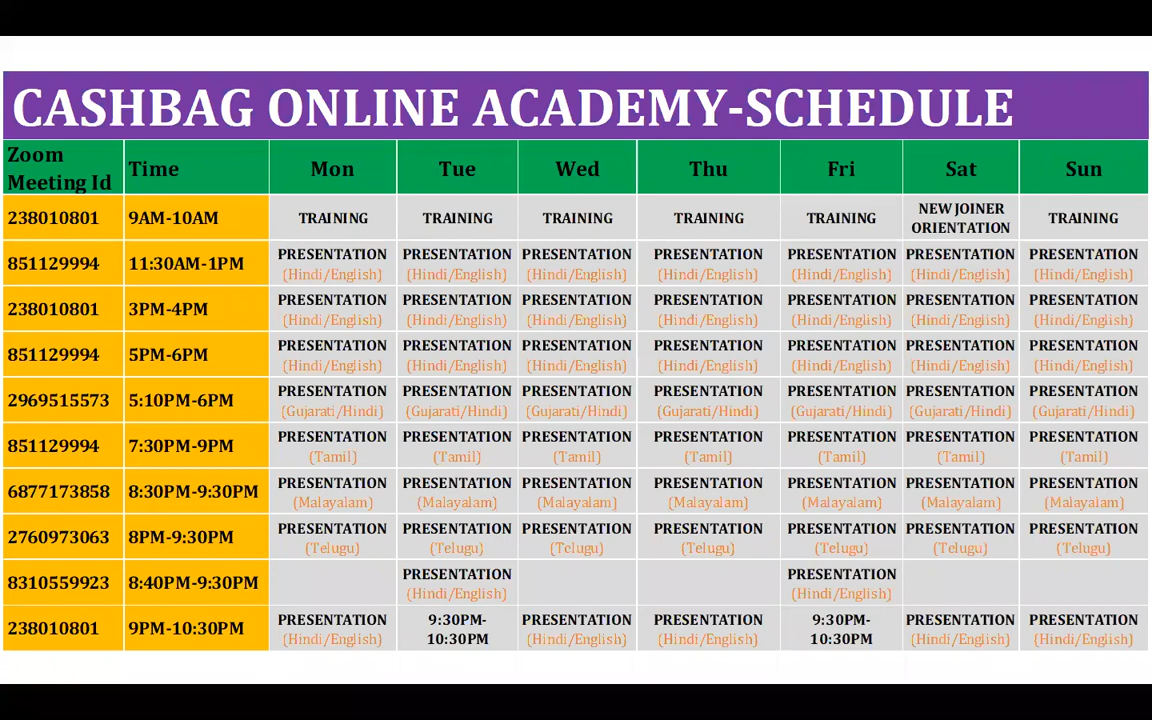 CASHBAG ONLINE ACADEMY-SCHEDULE
Zoom Meeting Id Time Mon Tue Wed Thu Fri Sat Sun
238010801 9AM-10AM TRAINING TRAINING TRAINING TRAINING TRAINING NEW JOINER ORIENTATION TRAINING
851129994 11:30AM-1PM PRESENTATION PRESENTATION PRESENTATION PRESENTATION PRESENTATION PRESENTATION PRESENTATION
(Hindi/English) (Hindi/English) (Hindi/English) (Hindi/English) (Hindi/English) (Hindi/English) (Hindi/English)
238010801 3PM-4PM PRESENTATION PRESENTATION PRESENTATION PRESENTATION PRESENTATION PRESENTATION PRESENTATION
(Hindi/English) (Hindi/English) (Hindi/English) (Hindi/English) (Hindi/English) (Hindi/English) (Hindi/English)
851129994 5PM-6PM PRESENTATION PRESENTATION PRESENTATION PRESENTATION PRESENTATION PRESENTATION PRESENTATION
(Hindi/English) (Hindi/English) (Hindi/English) (Hindi/English) (Hindi/English) (Hindi/English) (Hindi/English)
2969515573 5:10PM-6PM PRESENTATION PRESENTATION PRESENTATION PRESENTATION PRESENTATION PRESENTATION PRESENTATION
(Gujarati/Hindi) (Gujarati/Hindi) (Gujarati/Hindi) (Gujarati/Hindi) (Gujarati/Hindi) (Gujarati/Hindi) (Gujarati/Hindi)
851129994 7:30PM-9PM PRESENTATION PRESENTATION PRESENTATION PRESENTATION PRESENTATION PRESENTATION PRESENTATION
(Tamil) (Tamil) (Tamil) (Tamil) (Tamil) (Tamil) (Tamil)
6877173858 8:30PM-9:30PM PRESENTATION PRESENTATION PRESENTATION PRESENTATION PRESENTATION PRESENTATION PRESENTATION
(Malayalam) (Malayalam) (Malayalam) (Malayalam) (Malayalam) (Malayalam) (Malayalam)
2760973063 8PM-9:30PM PRESENTATION PRESENTATION PRESENTATION PRESENTATION PRESENTATION PRESENTATION PRESENTATION
(Telugu) (Telugu) (Telugu) (Telugu) (Telugu) (Telugu) (Telugu)
8310559923 8:40PM-9:30PM PRESENTATION PRESENTATION
(Hindi/English) (Hindi/English)
238010801 9PM-10:30PM PRESENTATION 9:30PM- PRESENTATION PRESENTATION 9:30PM- PRESENTATION PRESENTATION
(Hindi/English) 10:30PM (Hindi/English) (Hindi/English) 10:30PM (Hindi/English) (Hindi/English)